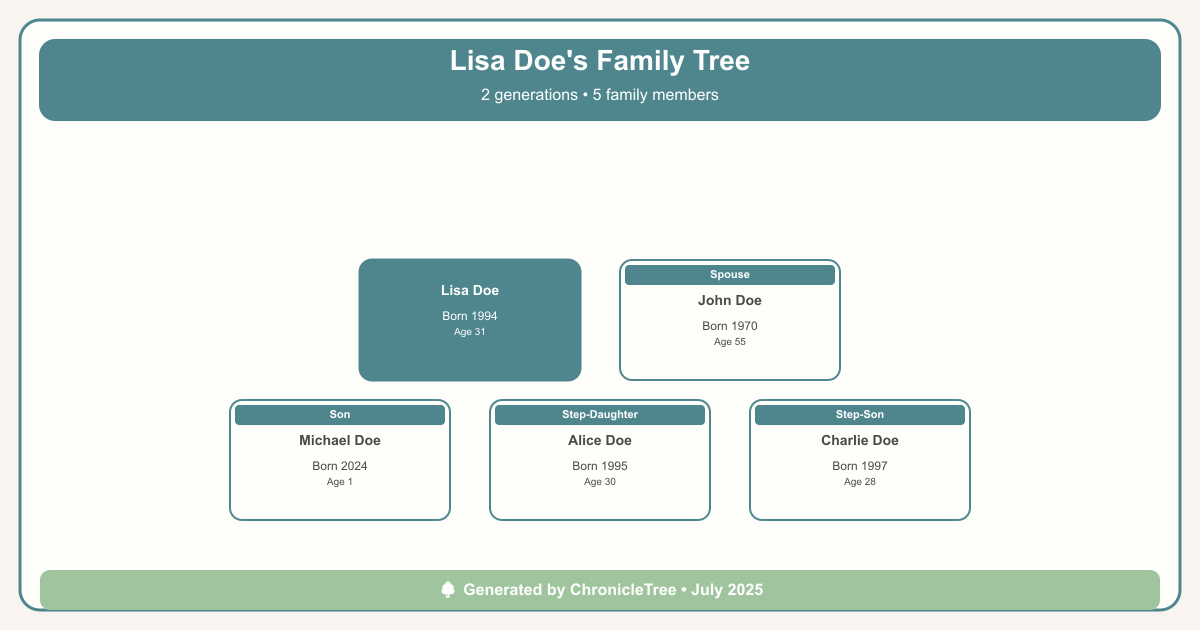 Lisa Doe's Family Tree
2 generations • 5 family members
Lisa Doe
Born 1994
Age 31
Spouse
John Doe
Born 1970
Age 55
Son
Michael Doe
Born 2024
Age 1
Step-Daughter
Alice Doe
Born 1995
Age 30
Step-Son
Charlie Doe
Born 1997
Age 28
Generated by ChronicleTree • July 2025